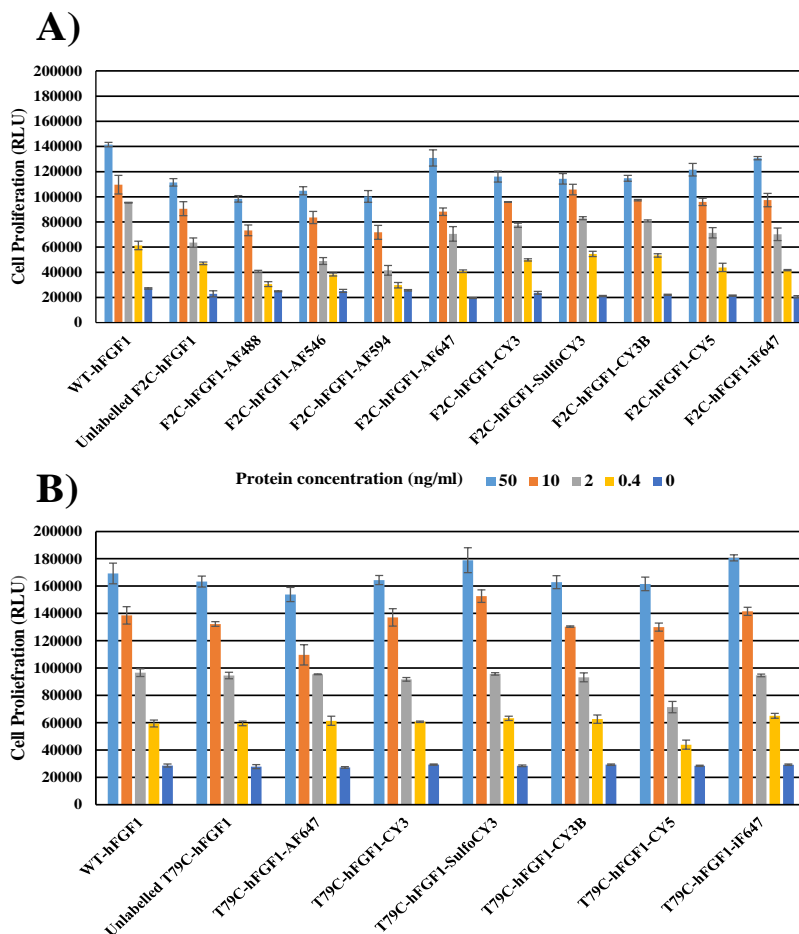 A)
Cell Proliferation (RLU)
200000
180000
160000
140000
120000
100000
80000
60000
40000
20000
0
WT-hFGF1
Unlabelled F2C-hFGF1
F2C-hFGF1-AF488
F2C-hFGF1-AF546
F2C-hFGF1-AF594
F2C-hFGF1-AF647
F2C-hFGF1-CY3
F2C-hFGF1-SulfoCY3
F2C-hFGF1-CY3B
F2C-hFGF1-CY5
F2C-hFGF1-iF647
Protein concentration (ng/ml) 50 10 2 0.4 0
B)
Cell Proliefration (RLU)
200000
180000
160000
140000
120000
100000
80000
60000
40000
20000
0
WT-hFGF1
Unlabelled T79C-hFGF1
T79C-hFGF1-AF647
T79C-hFGF1-CY3
T79C-hFGF1-SulfoCY3
T79C-hFGF1-CY3B
T79C-hFGF1-CY5
T79C-hFGF1-iF647